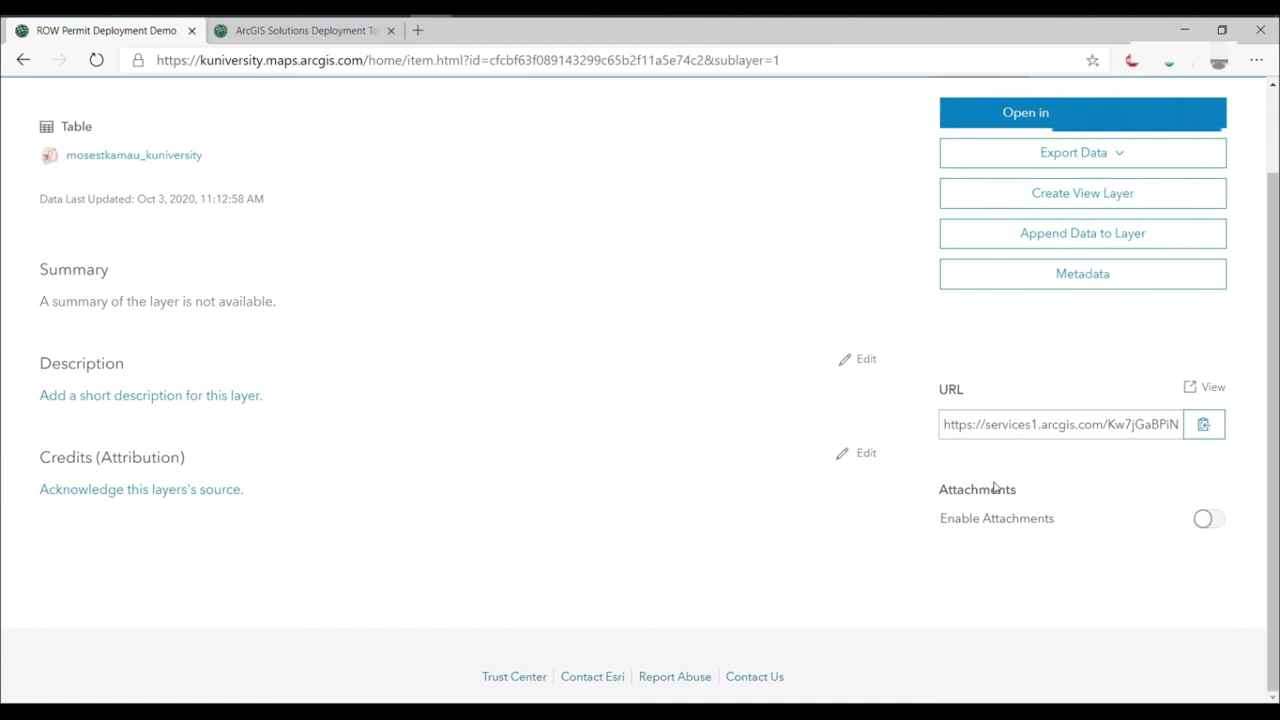 ROW Permit Deployment Demo
ArcGIS Solutions Deployment To
https://kuniversity.maps.arcgis.com/home/item.html?id=cfcbf63f089143299c65b2f11a5e74c2&sublayer=1
Open in
Table
mosestkamau_kuniversity
Export Data
Data Last Updated: Oct 3, 2020, 11:12:58 AM
Create View Layer
Append Data to Layer
Summary
Metadata
A summary of the layer is not available.
Description
Edit
Add a short description for this layer.
URL
View
https://services1.arcgis.com/Kw7jGaBPiN
Credits (Attribution)
Edit
Acknowledge this layers's source.
Attachments
Enable Attachments
Trust Center
Contact Esri
Report Abuse
Contact Us